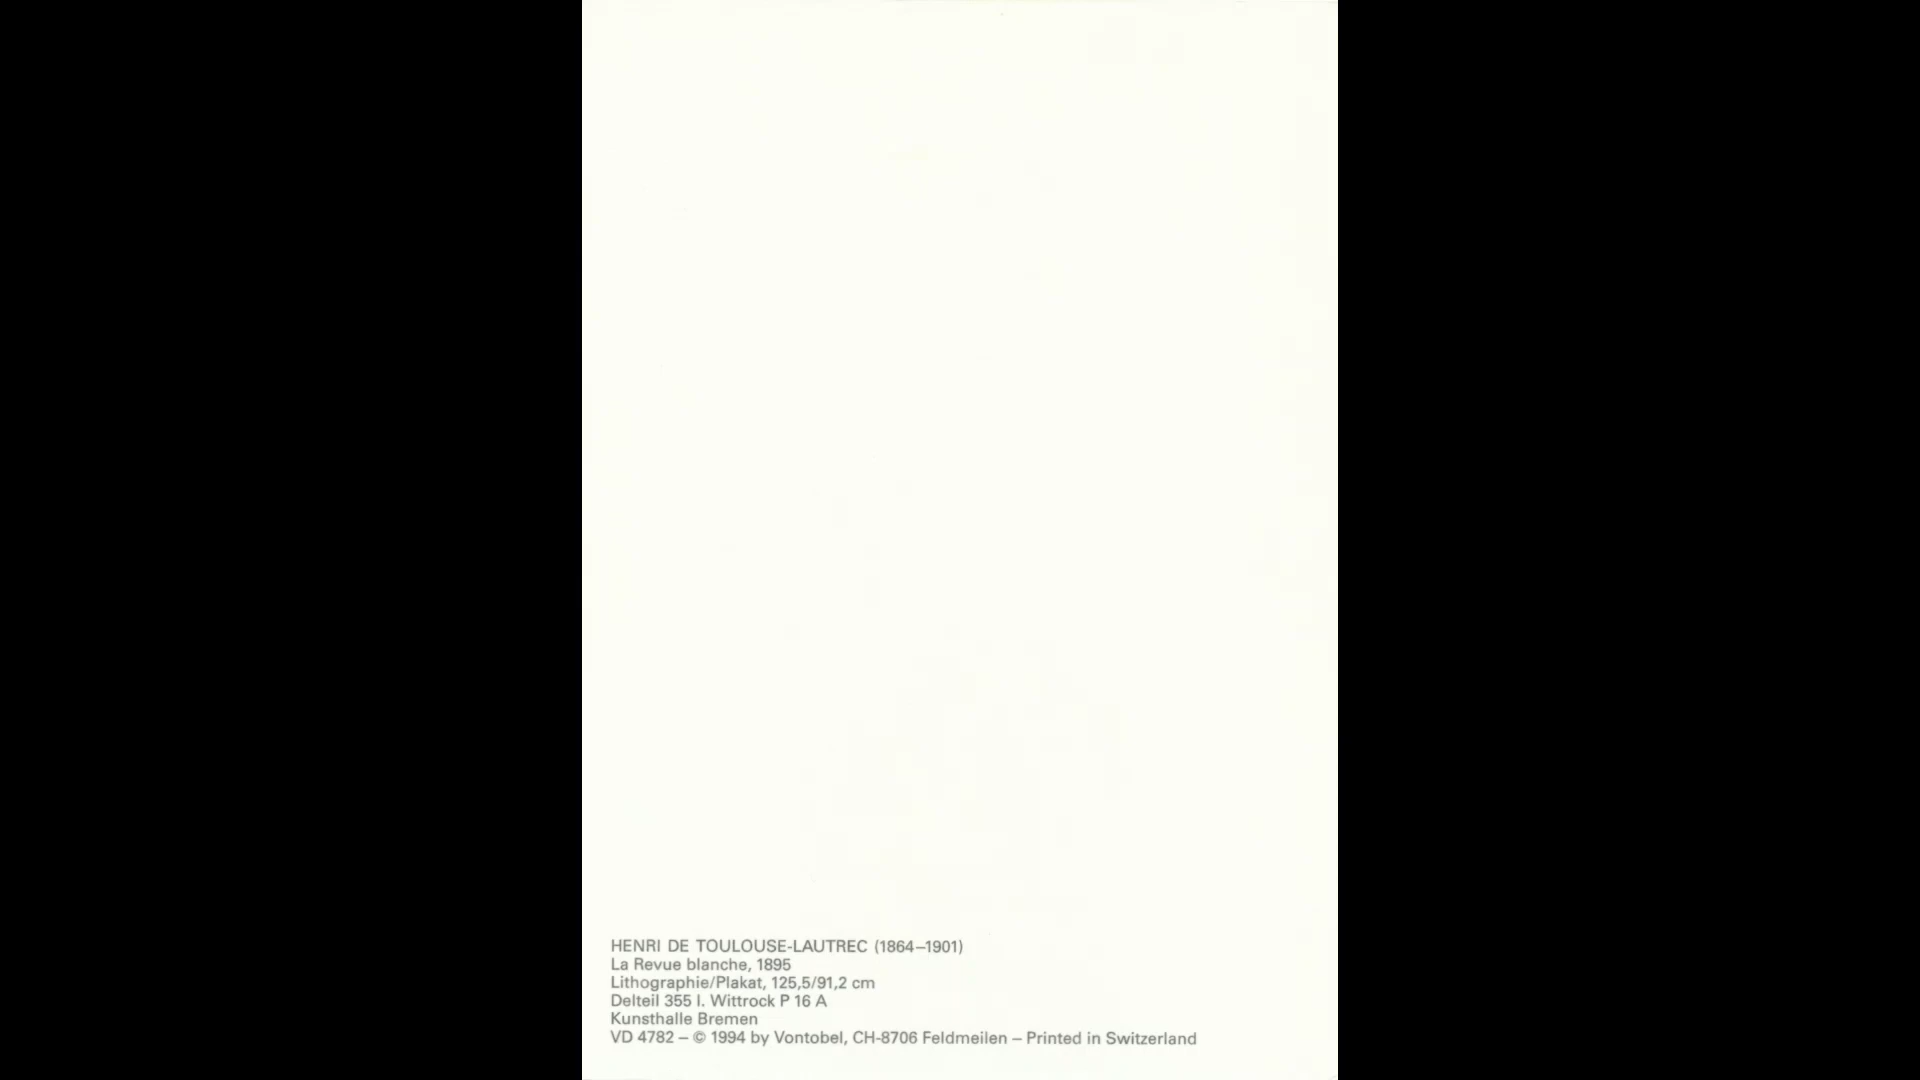 HENRI DE TOULOUSE-LAUTREC (1864–1901)
La Revue blanche, 1895
Lithographie/Plakat, 125,5/91,2 cm
Delteil 355 I. Wittrock P 16 A
Kunsthalle Bremen
VD 4782 – © 1994 by Vontobel, CH-8706 Feldmeilen – Printed in Switzerland